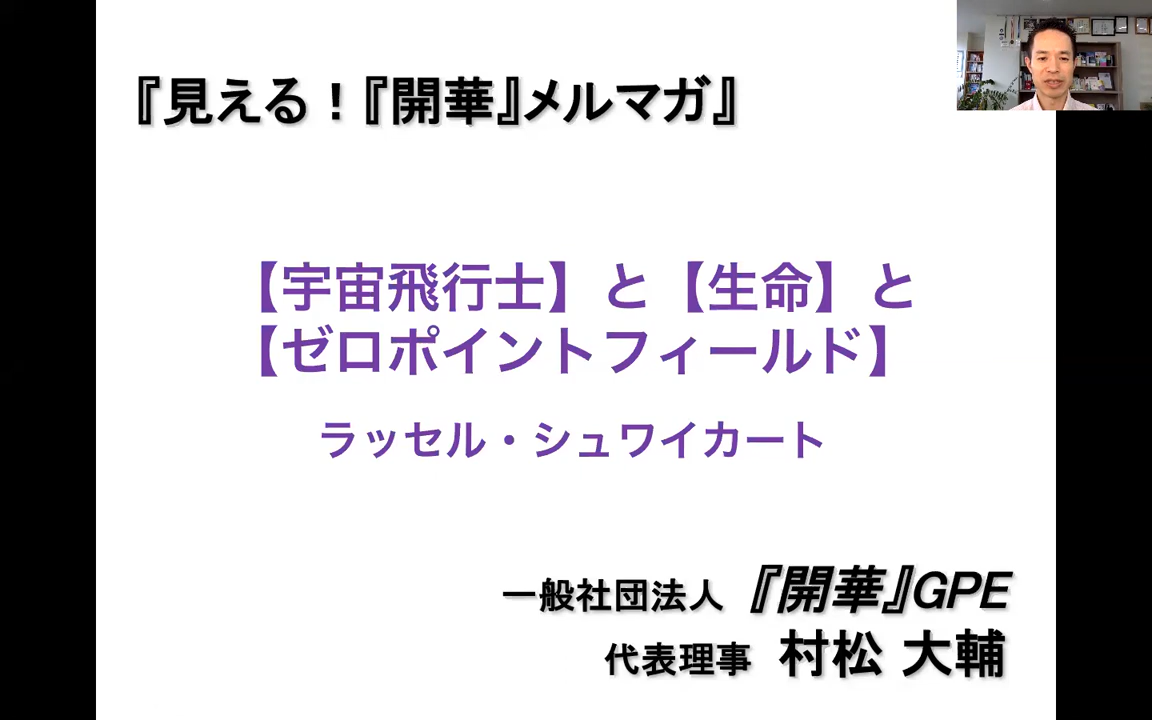 『見える！『開華』メルマガ』
【宇宙飛行士】と【生命】と
【ゼロポイントフィールド】
ラッセル・シュワイカート
一般社団法人 『開華』GPE
代表理事 村松 大輔